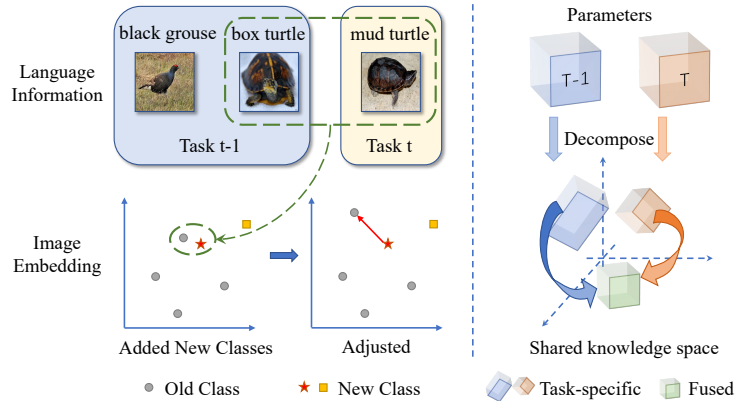 black grouse
box turtle
mud turtle
Language
Information
Task t-1
Task t
Image
Embedding
Added New Classes
Adjusted
Old Class
New Class
Parameters
T-1
T
Decompose
Shared knowledge space
Task-specific
Fused